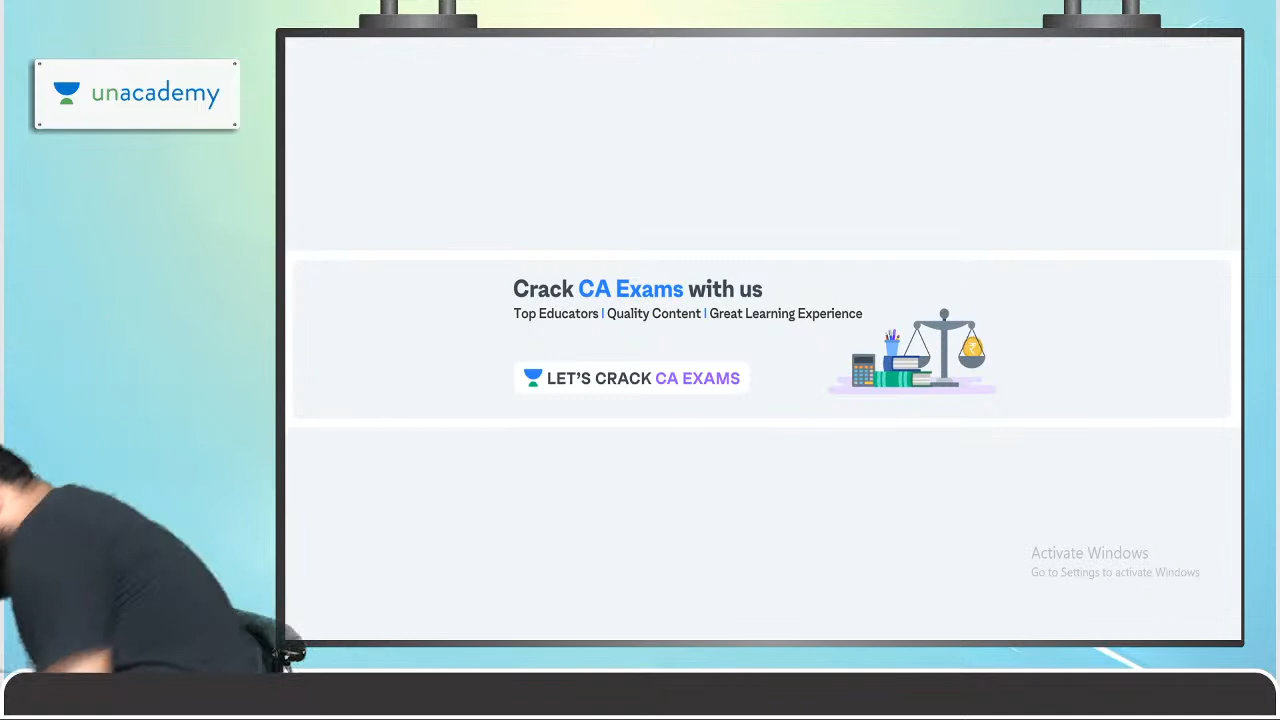 unacademy
Crack CA Exams with us
Top Educators | Quality Content | Great Learning Experience
LET'S CRACK CA EXAMS
Activate Windows
Go to Settings to activate Windows